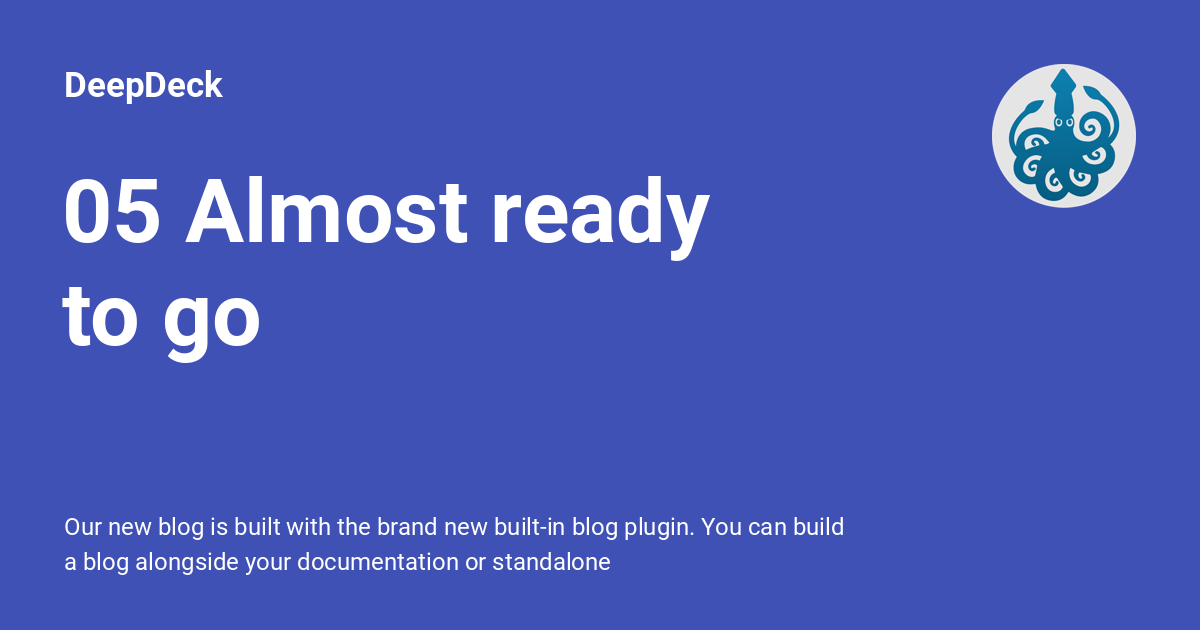 DeepDeck
05 Almost ready
to go
Our new blog is built with the brand new built-in blog plugin. You can build
a blog alongside your documentation or standalone